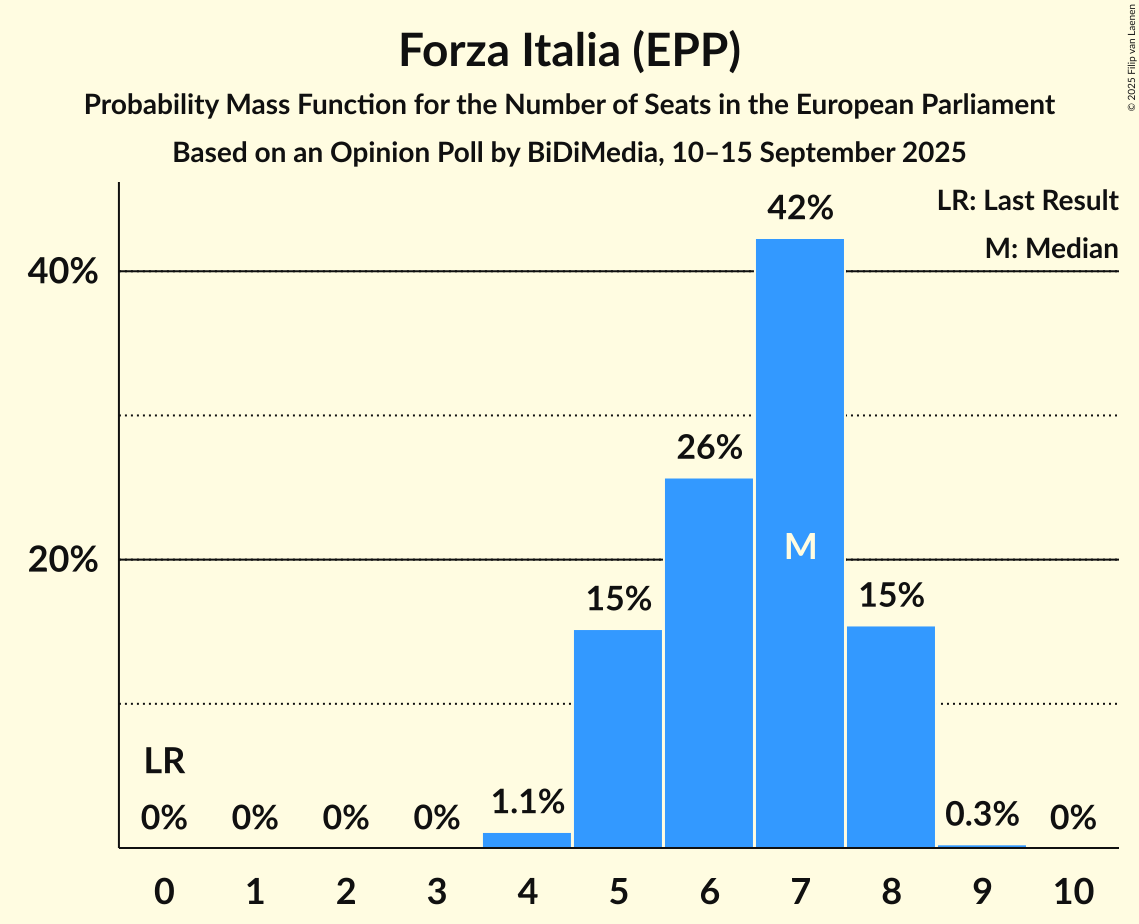 Forza Italia (EPP)
Probability Mass Function for the Number of Seats in the European Parliament
Based on an Opinion Poll by BiDiMedia, 10–15 September 2025
© 2025 Filip van Laenen
LR: Last Result
M: Median
40%
20%
LR
0%
0%
0%
0%
1.1%
15%
26%
42%
M
15%
0.3%
0%
0 1 2 3 4 5 6 7 8 9 10